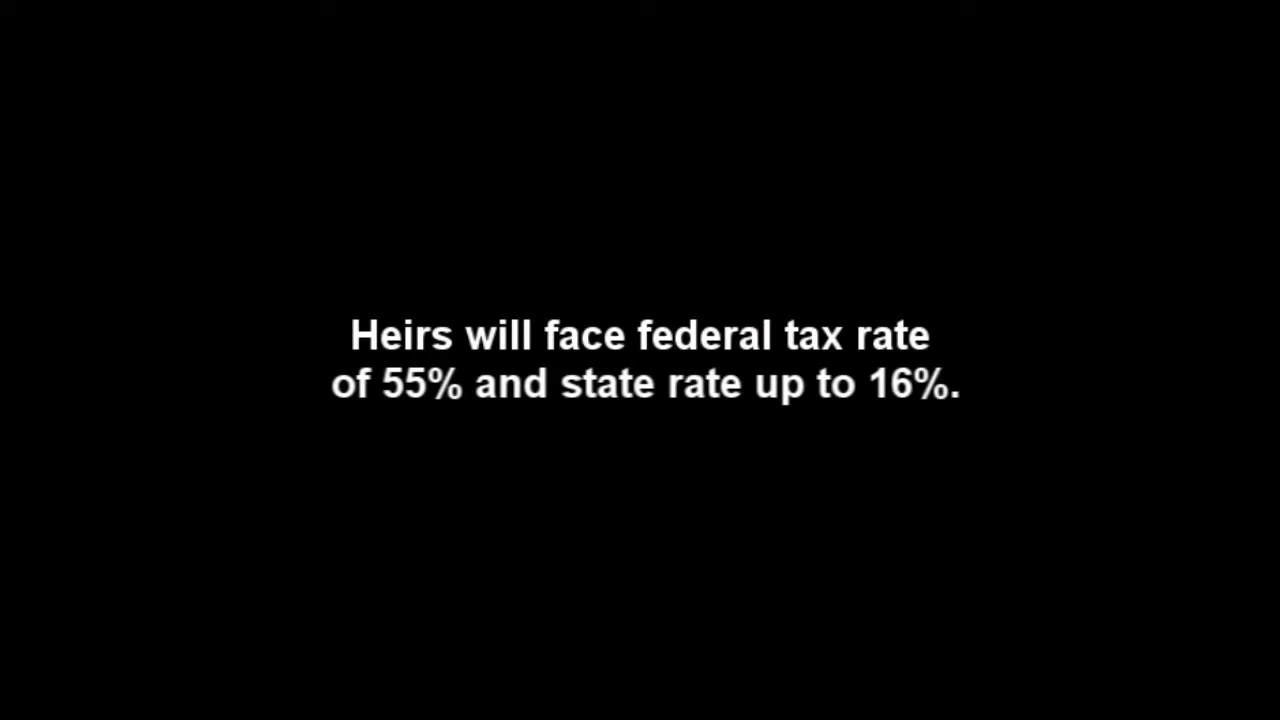 Heirs will face federal tax rate
of 55% and state rate up to 16%.